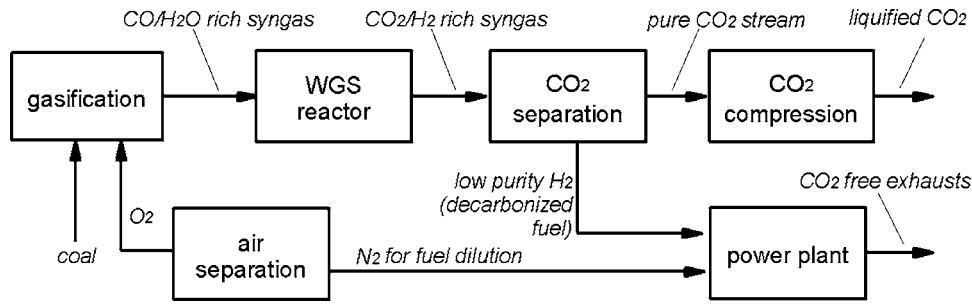 CO/H2O rich syngas
CO2/H2 rich syngas
pure CO2 stream
liquified CO2
gasification
WGS
reactor
CO2
separation
CO2
compression
low purity H2
(decarbonized
fuel)
CO2 free exhausts
O2
coal
air
separation
N2 for fuel dilution
power plant